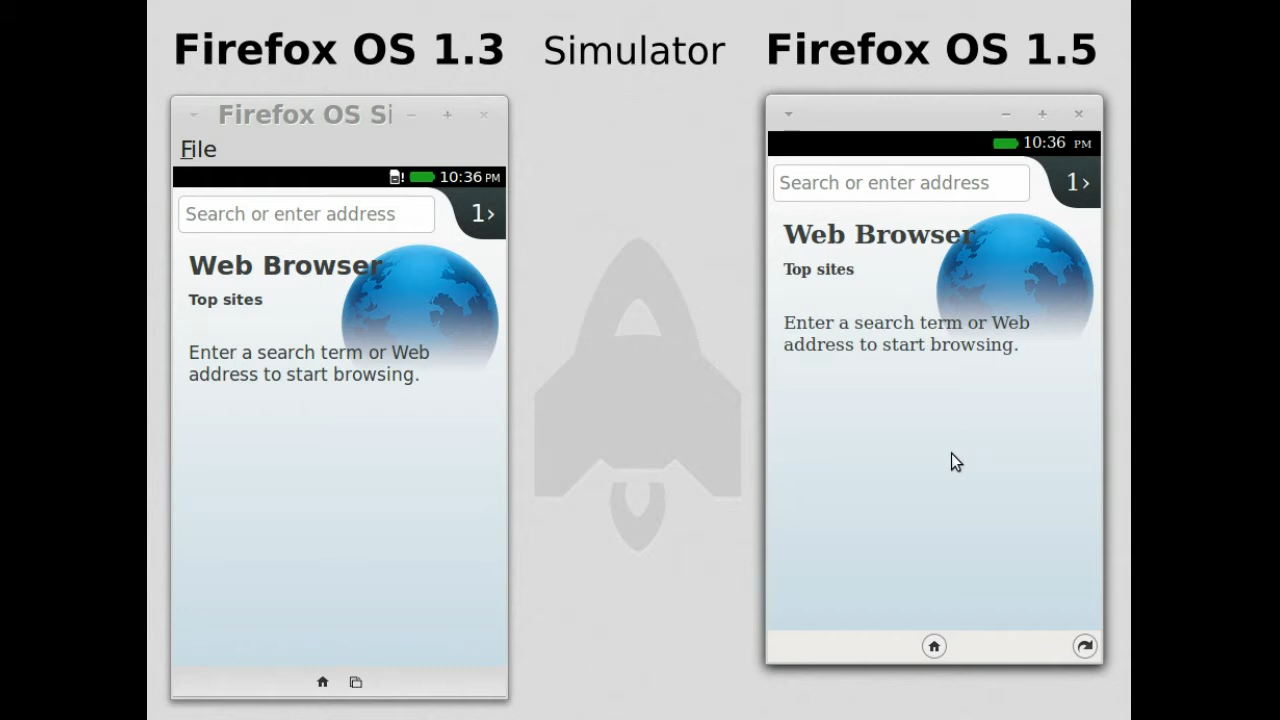 Firefox OS 1.3 Simulator Firefox OS 1.5
Firefox OS Si
File
10:36 PM
Search or enter address
1›
Web Browser
Top sites
Enter a search term or Web
address to start browsing.
10:36 PM
Search or enter address
1›
Web Browser
Top sites
Enter a search term or Web
address to start browsing.